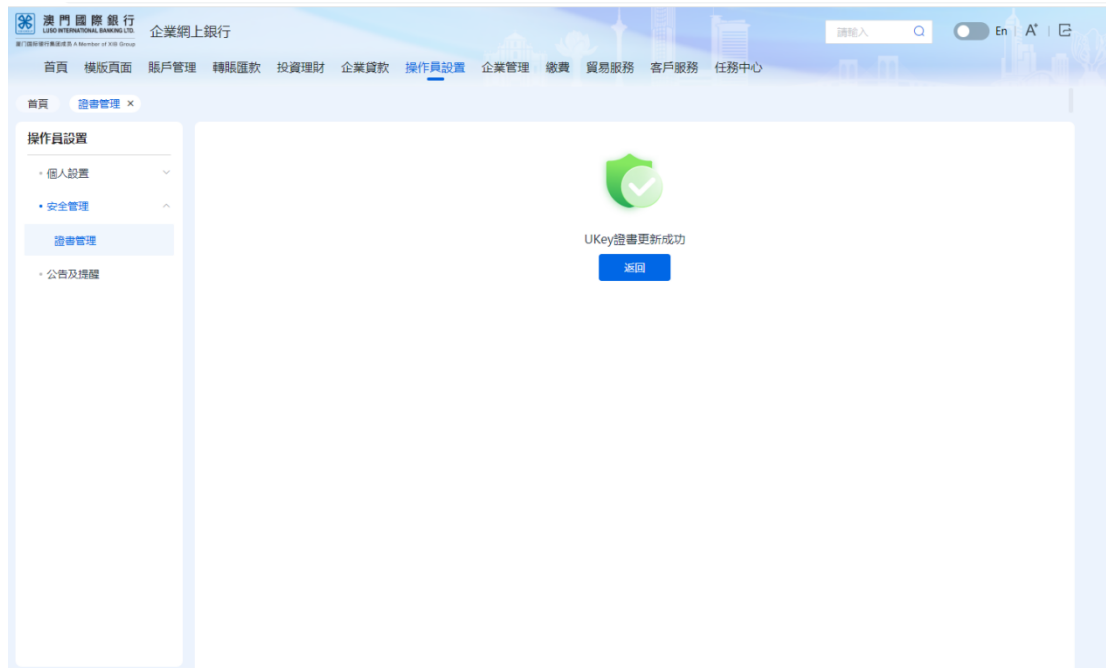 澳門國際銀行
LUSO INTERNATIONAL BANKING LTD.
A Member of XIB Group
企業網上銀行
請輸入
En
A+
首頁 模版頁面 賬戶管理 轉賬匯款 投資理財 企業貸款 操作員設置 企業管理 繳費 貿易服務 客戶服務 任務中心
首頁 證書管理 ×
操作員設置
個人設置
安全管理
證書管理
公告及提醒
UKey證書更新成功
返回